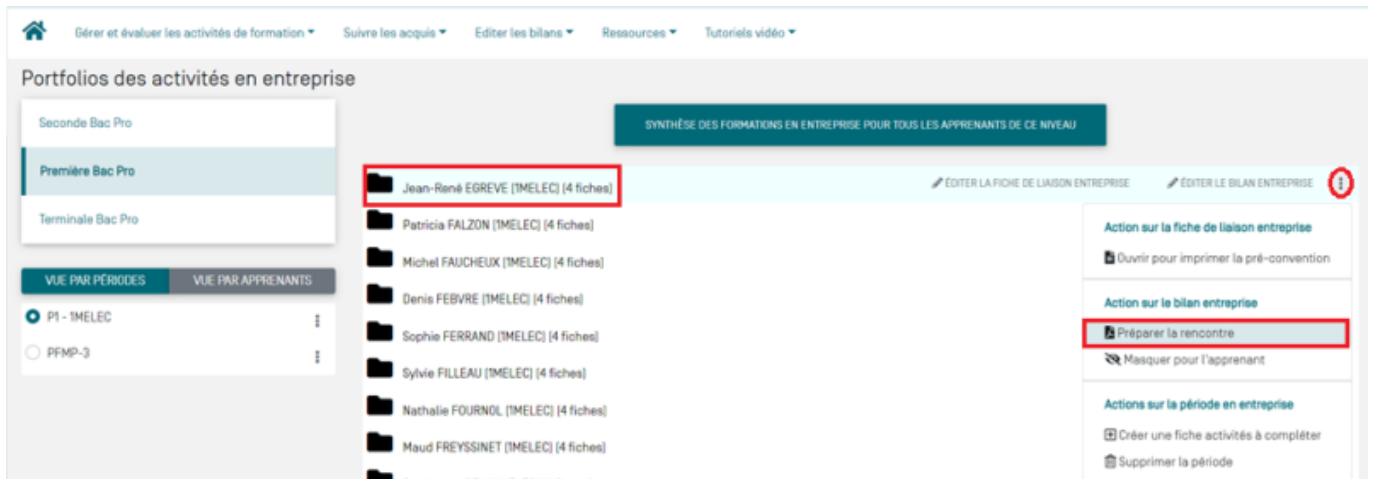 Gérer et évaluer les activités de formation
Suivre les acquis
Editer les bilans
Ressources
Tutoriels vidéo
Portfolios des activités en entreprise
Seconde Bac Pro
Première Bac Pro
Terminale Bac Pro
VUE PAR PÉRIODES
VUE PAR APPRENANTS
P1 - 1MELEC
PFMP-3
SYNTHÈSE DES FORMATIONS EN ENTREPRISE POUR TOUS LES APPRENANTS DE CE NIVEAU
Jean-René EGREVE (1MELEC) (4 fiches)
ÉDITER LA FICHE DE LIAISON ENTREPRISE
ÉDITER LE BILAN ENTREPRISE
Patricia FALZON (1MELEC) (4 fiches)
Michel FAUCHEUX (1MELEC) (4 fiches)
Denis FEBVRE (1MELEC) (4 fiches)
Sophie FERRAND (1MELEC) (4 fiches)
Sylvie FILLEAU (1MELEC) (4 fiches)
Nathalie FOURNOL (1MELEC) (4 fiches)
Maud FREYSSINET (1MELEC) (4 fiches)
Action sur la fiche de liaison entreprise
Ouvrir pour imprimer la pré-convention
Action sur le bilan entreprise
Préparer la rencontre
Masquer pour l'apprenant
Actions sur la période en entreprise
Créer une fiche activités à compléter
Supprimer la période